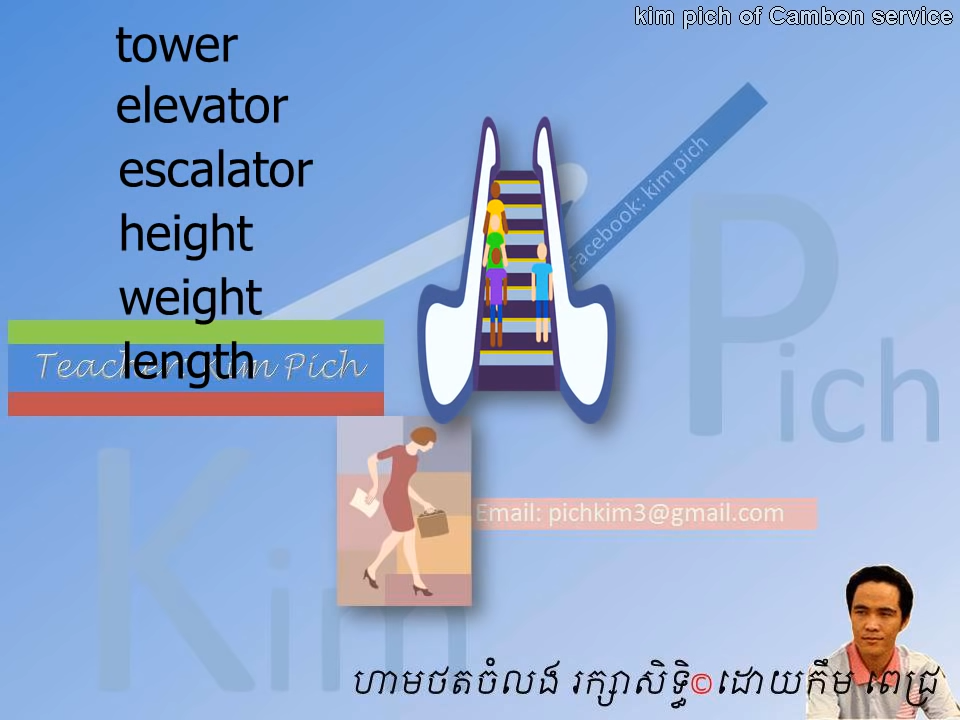 kim pich of Cambon service
tower
elevator
escalator
height
weight
length
Facebook: kim pich
Teacher: Kim Pich
Pich
Email: pichkim3@gmail.com
Kim
ហាមថតចំលង រក្សាសិទ្ធិ©ដោយកឹម ពេជ្រ